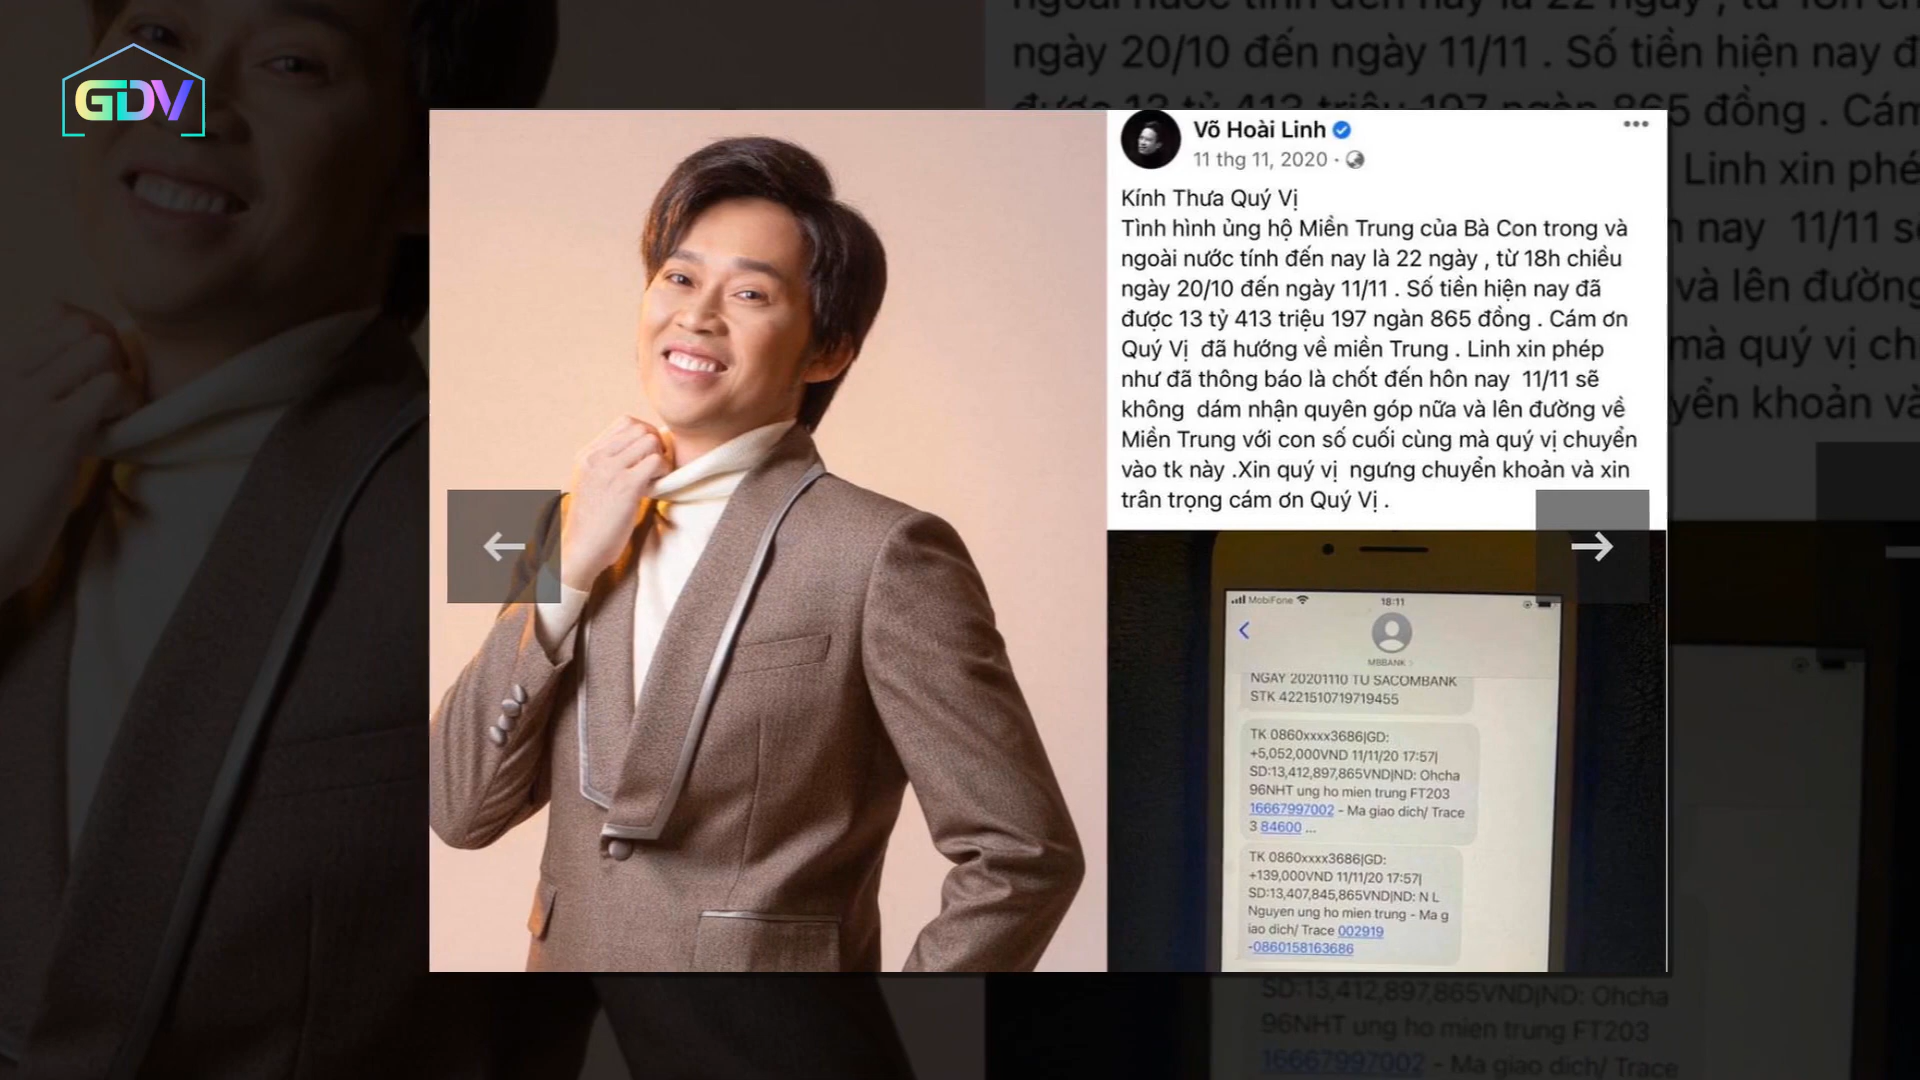 GDV
Võ Hoài Linh
11 thg 11, 2020
Kính Thưa Quý Vị
Tình hình ủng hộ Miền Trung của Bà Con trong và
ngoài nước tính đến nay là 22 ngày , từ 18h chiều
ngày 20/10 đến ngày 11/11 . Số tiền hiện nay đã
được 13 tỷ 413 triệu 197 ngàn 865 đồng . Cám ơn
Quý Vị  đã hướng về miền Trung . Linh xin phép
như đã thông báo là chốt đến hôn nay  11/11 sẽ
không  dám nhận quyên góp nữa và lên đường về
Miền Trung với con số cuối cùng mà quý vị chuyển
vào tk này .Xin quý vị  ngưng chuyển khoản và xin
trân trọng cám ơn Quý Vị .
MobiFone
18:11
MBBANK
NGAY 20201110 TU SACOMBANK
STK 4221510719719455
TK 0860xxxx3686|GD:
+5,052,000VND 11/11/20 17:57|
SD:13,412,897,865VND|ND: Ohcha
96NHT ung ho mien trung FT203
16667997002 - Ma giao dich/ Trace
3 84600 ...
TK 0860xxxx3686|GD:
+139,000VND 11/11/20 17:57|
SD:13,407,845,865VND|ND: N L
Nguyen ung ho mien trung - Ma g
iao dich/ Trace 002919
-0860158163686
ngày 20/10 đến ngày 11/11 . Số tiền hiện nay đ
5 đồng . Cám
Linh xin phé
nay  11/11 s
và lên đường
mà quý vị ch
yển khoản và
SD:13,412,897,865VND|ND: Ohcha
96NHT ung ho mien trung FT203
16667997002 - Ma giao dich/ Trace